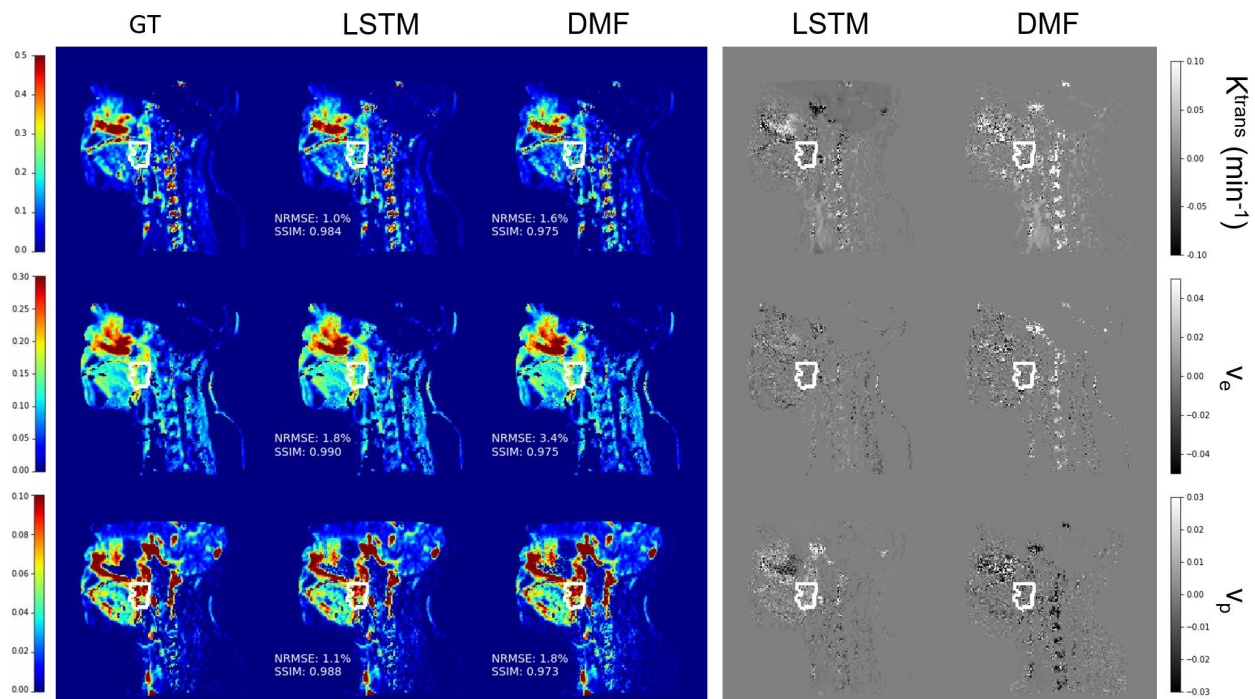 GT LSTM DMF LSTM DMF
0.5
0.4
0.3
0.2
0.1
0.0
NRMSE: 1.0%
SSIM: 0.984
NRMSE: 1.6%
SSIM: 0.975
0.10
0.05
0.00
-0.05
-0.10
Kᵗʳᵃⁿˢ (min⁻¹)
0.30
0.25
0.20
0.15
0.10
0.05
0.00
NRMSE: 1.8%
SSIM: 0.990
NRMSE: 3.4%
SSIM: 0.975
0.04
0.02
0.00
−0.02
−0.04
vₑ
0.10
0.08
0.06
0.04
0.02
0.00
NRMSE: 1.1%
SSIM: 0.988
NRMSE: 1.8%
SSIM: 0.973
0.03
0.02
0.01
0.00
−0.01
−0.02
−0.03
vₚ